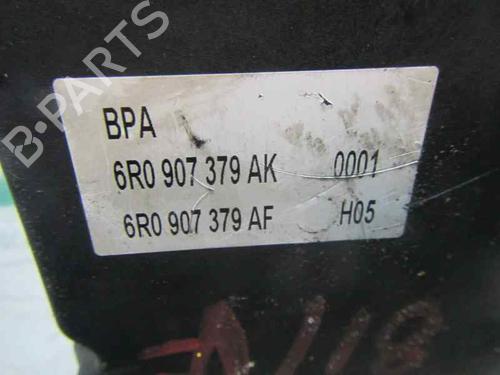 B-PARTS
BPA
6R0 907 379 AK 0001
6R0 907 379 AF H05